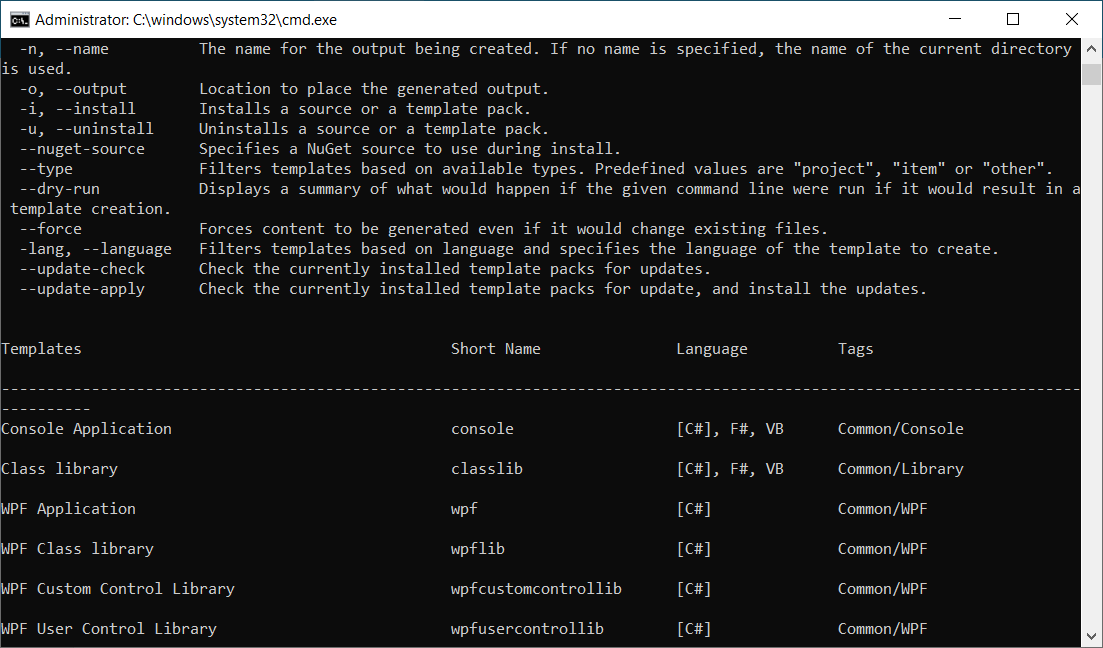 Administrator: C:\windows\system32\cmd.exe
-n, --name          The name for the output being created. If no name is specified, the name of the current directory
is used.
-o, --output        Location to place the generated output.
-i, --install       Installs a source or a template pack.
-u, --uninstall     Uninstalls a source or a template pack.
--nuget-source      Specifies a NuGet source to use during install.
--type              Filters templates based on available types. Predefined values are "project", "item" or "other".
--dry-run           Displays a summary of what would happen if the given command line were run if it would result in a
template creation.
--force             Forces content to be generated even if it would change existing files.
-lang, --language   Filters templates based on language and specifies the language of the template to create.
--update-check      Check the currently installed template packs for updates.
--update-apply      Check the currently installed template packs for update, and install the updates.
Templates                                         Short Name               Language          Tags
------------------------------------------------------------------------------------------------------------------------
----------
Console Application                               console                  [C#], F#, VB      Common/Console
Class library                                     classlib                 [C#], F#, VB      Common/Library
WPF Application                                   wpf                      [C#]              Common/WPF
WPF Class library                                 wpflib                   [C#]              Common/WPF
WPF Custom Control Library                        wpfcustomcontrollib      [C#]              Common/WPF
WPF User Control Library                          wpfusercontrollib        [C#]              Common/WPF